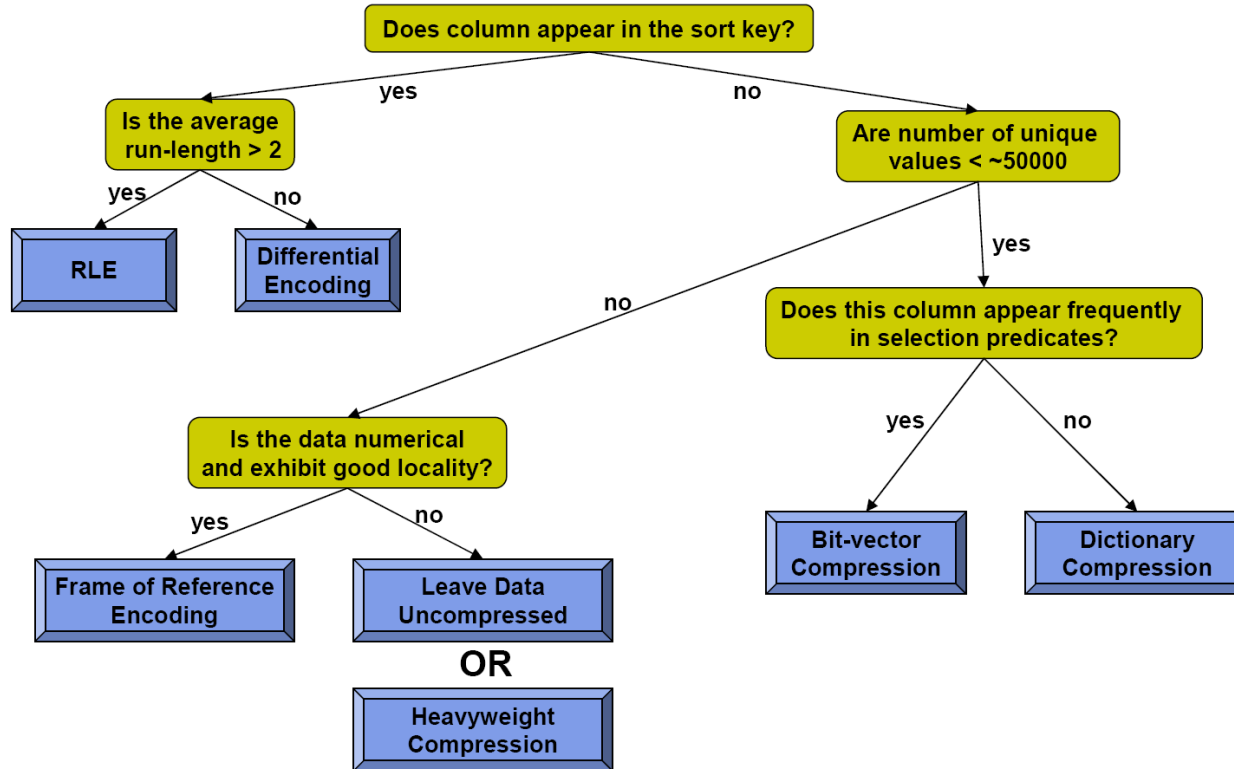 Does column appear in the sort key?
yes
no
Is the average
run-length > 2
Are number of unique
values < ~50000
yes
no
RLE
Differential
Encoding
no
yes
Does this column appear frequently
in selection predicates?
Is the data numerical
and exhibit good locality?
yes
no
yes
no
Bit-vector
Compression
Dictionary
Compression
Frame of Reference
Encoding
Leave Data
Uncompressed
OR
Heavyweight
Compression